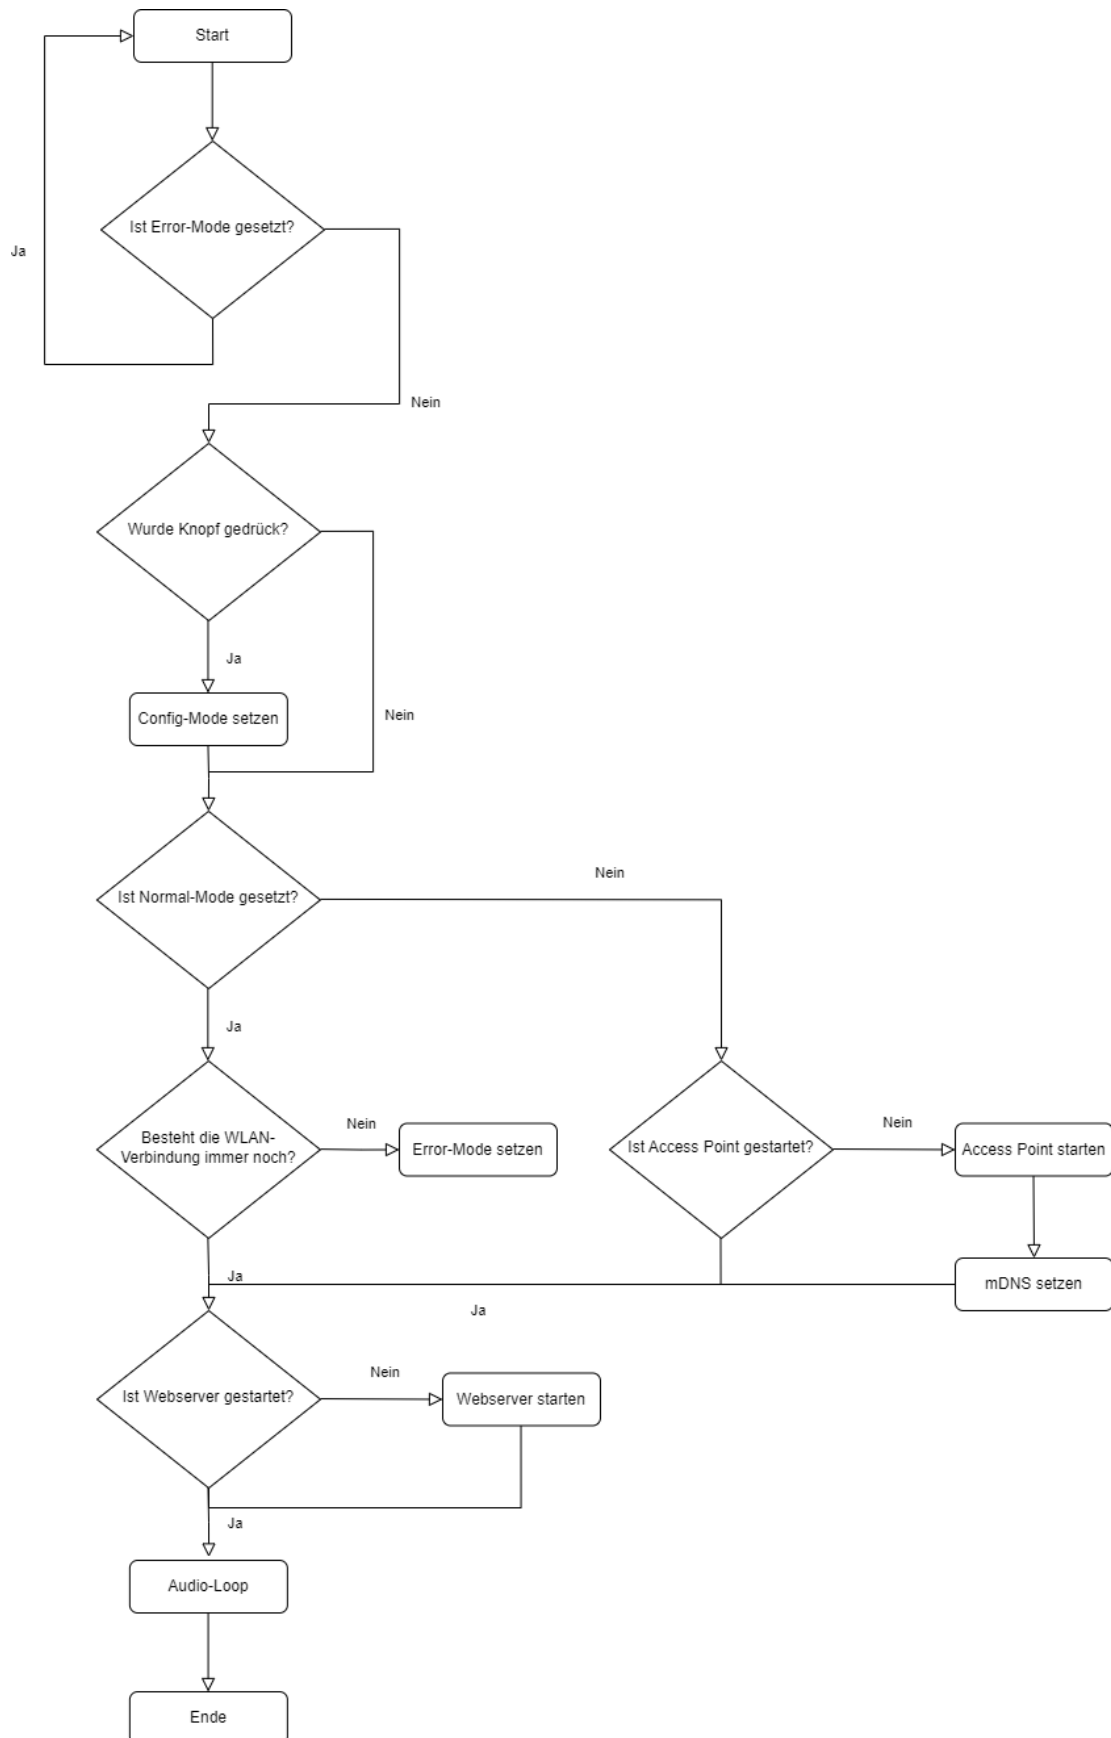 Start
Ist Error-Mode gesetzt?
Ja
Nein
Wurde Knopf gedrück?
Ja
Config-Mode setzen
Nein
Nein
Ist Normal-Mode gesetzt?
Ja
Besteht die WLAN-
Verbindung immer noch?
Nein
Error-Mode setzen
Ist Access Point gestartet?
Nein
Access Point starten
mDNS setzen
Ja
Ja
Ist Webserver gestartet?
Nein
Webserver starten
Ja
Audio-Loop
Ende